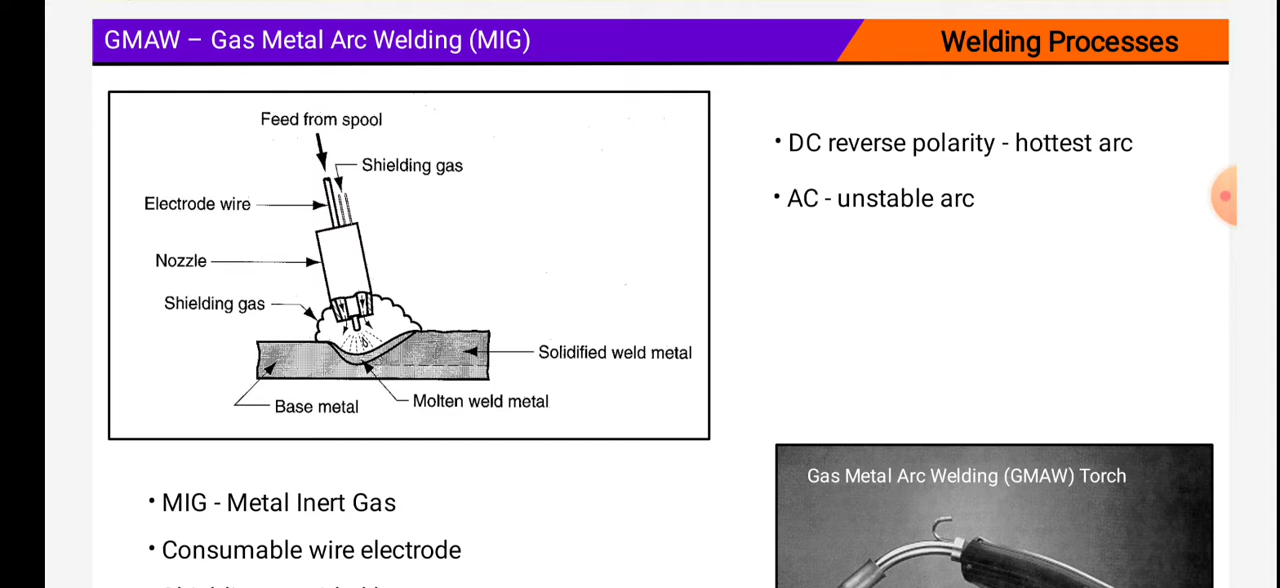 GMAW – Gas Metal Arc Welding (MIG)
Welding Processes
Feed from spool
Shielding gas
Electrode wire
Nozzle
Shielding gas
Solidified weld metal
Base metal
Molten weld metal
• DC reverse polarity - hottest arc
• AC - unstable arc
• MIG - Metal Inert Gas
• Consumable wire electrode
Gas Metal Arc Welding (GMAW) Torch